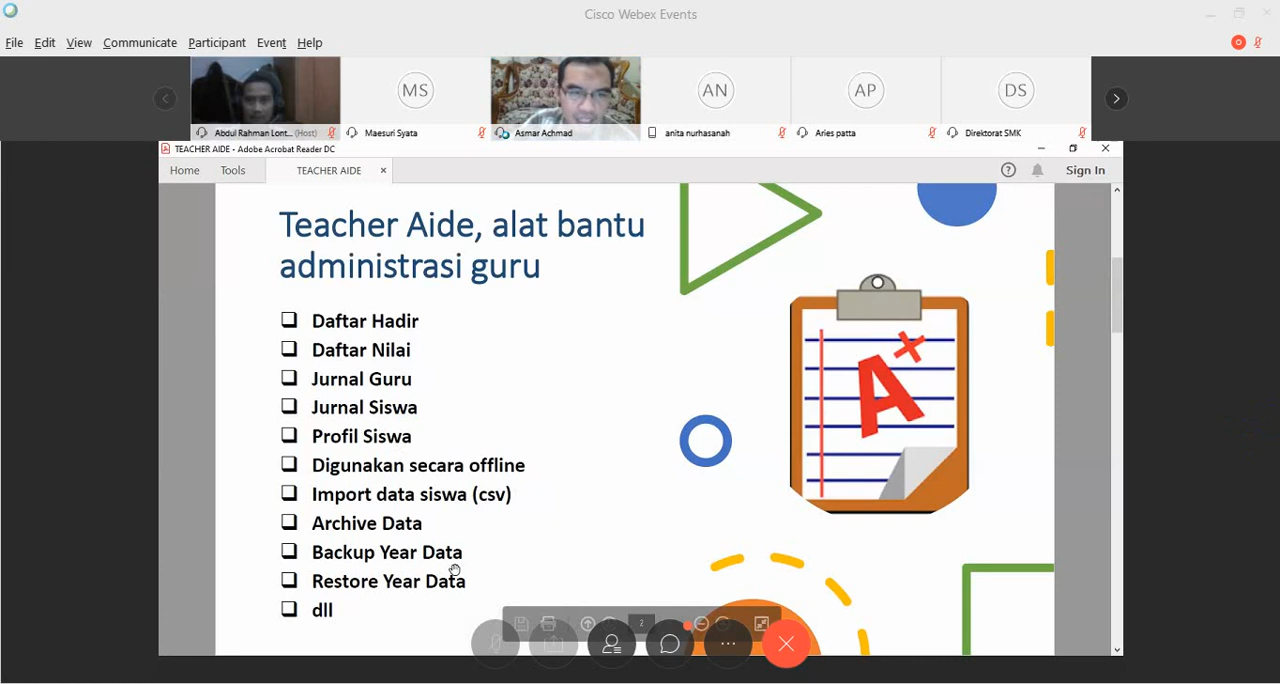 Cisco Webex Events
File Edit View Communicate Participant Event Help
MS AN AP DS
Abdul Rahman Lont... (Host) Maesuri Syata Asmar Achmad anita nurhasanah Aries patta Direktorat SMK
TEACHER AIDE - Adobe Acrobat Reader DC
Home Tools TEACHER AIDE Sign In
Teacher Aide, alat bantu
administrasi guru
Daftar Hadir
Daftar Nilai
Jurnal Guru
Jurnal Siswa
Profil Siswa
Digunakan secara offline
Import data siswa (csv)
Archive Data
Backup Year Data
Restore Year Data
dll
A+
2